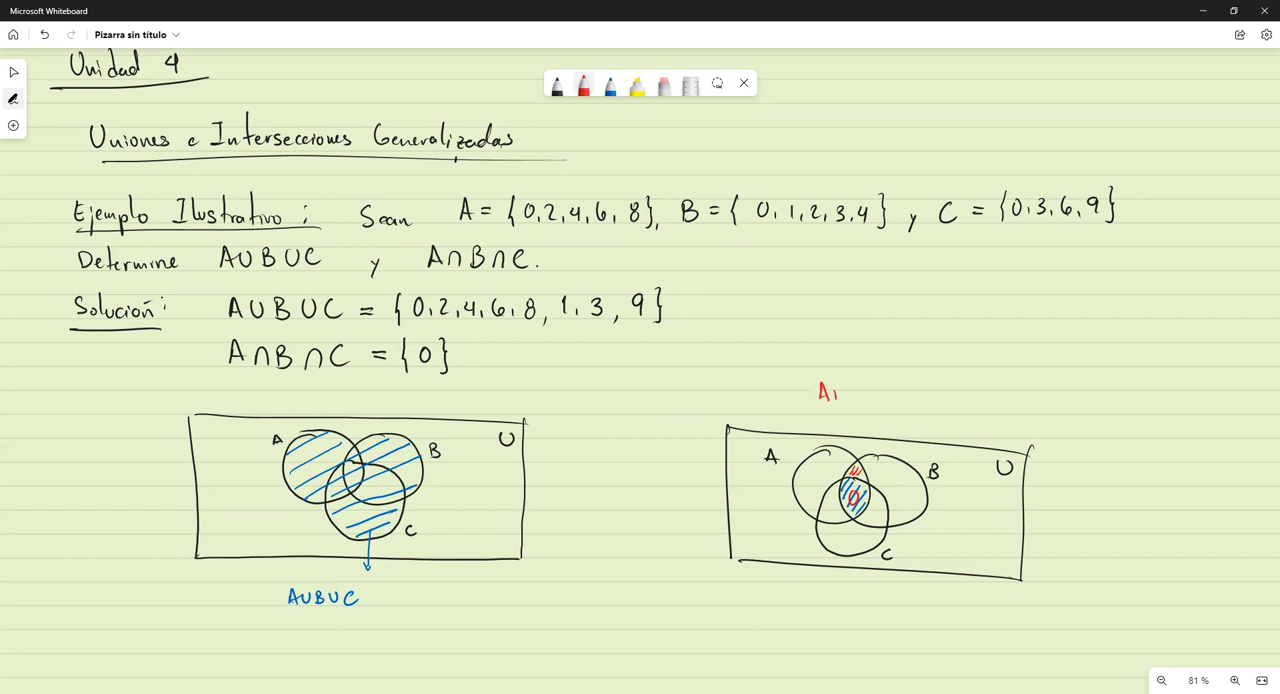 Microsoft Whiteboard
Pizarra sin título
Unidad 4
Uniones e Intersecciones Generalizadas
Ejemplo Ilustrativo: Sean A = {0,2,4,6,8}, B = { 0,1,2,3,4 } y C = {0,3,6,9}
Determine A∪B∪C y A∩B∩C.
Solución: A∪B∪C = {0,2,4,6,8, 1,3,9}
A∩B∩C = {0}
A∩
A B U
C
A∪B∪C
A B U
0
C
81 %